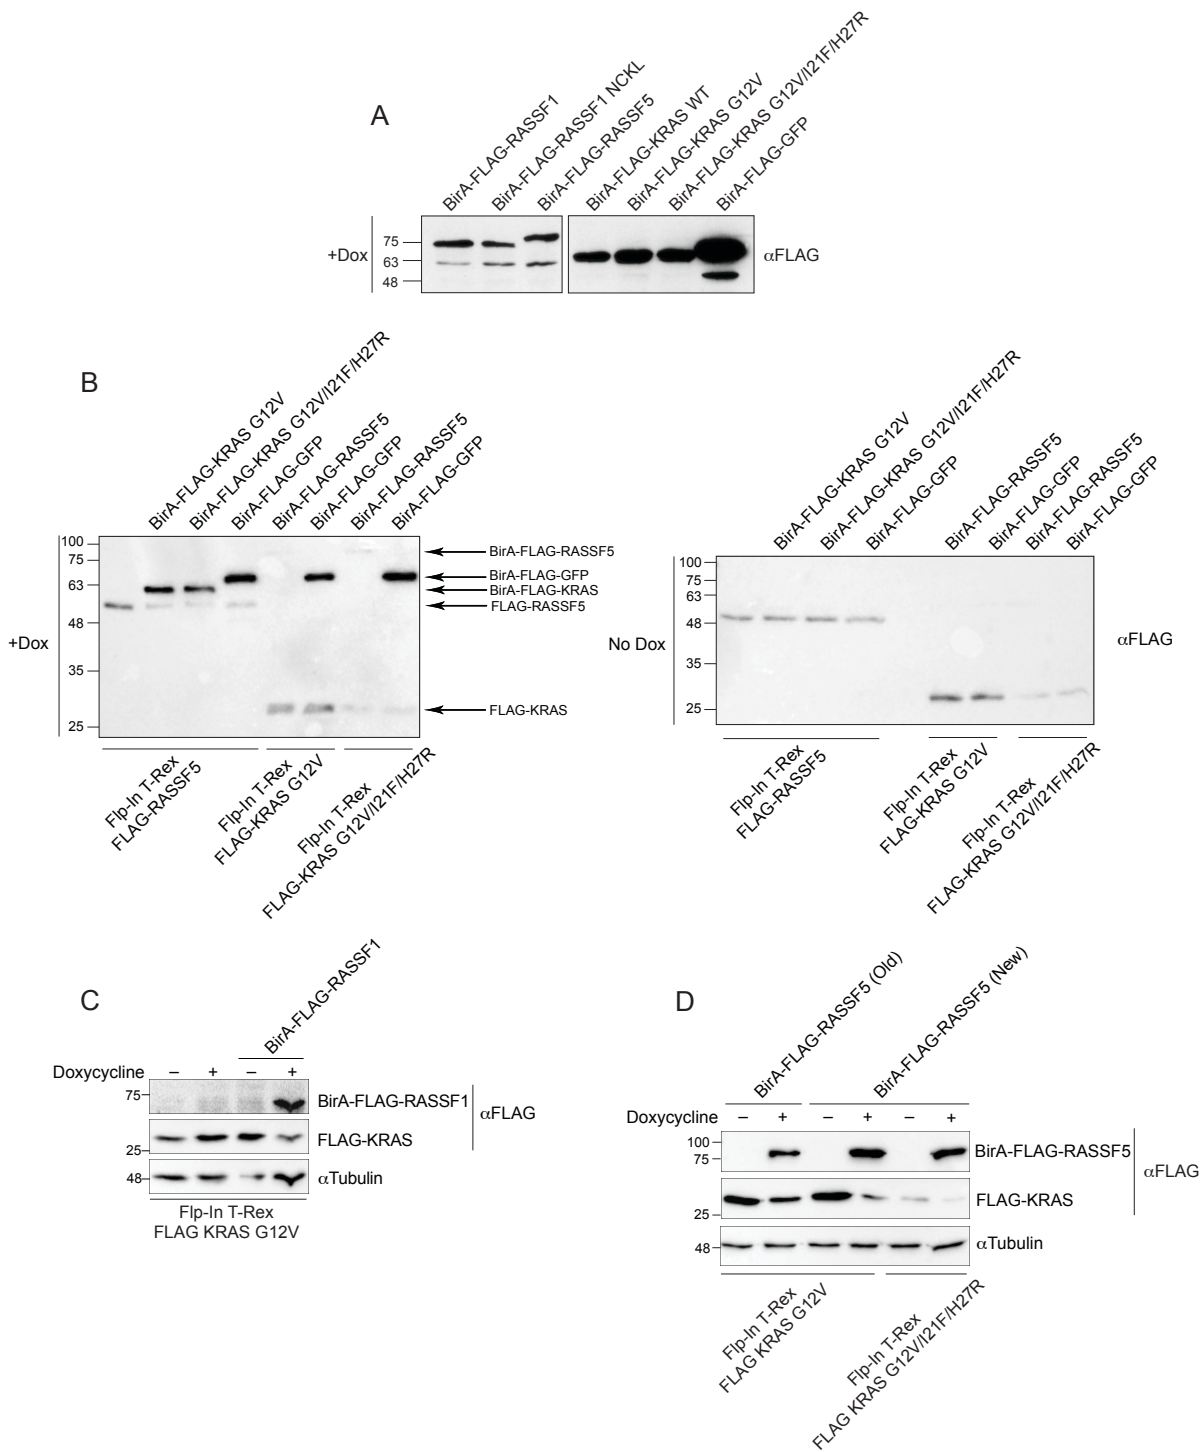 A
BirA-FLAG-RASSF1
BirA-FLAG-RASSF1 NCKL
BirA-FLAG-RASSF5
BirA-FLAG-KRAS WT
BirA-FLAG-KRAS G12V
BirA-FLAG-KRAS G12V/I21F/H27R
BirA-FLAG-GFP
+Dox
75
63
48
αFLAG
B
BirA-FLAG-KRAS G12V
BirA-FLAG-KRAS G12V/I21F/H27R
BirA-FLAG-GFP
BirA-FLAG-RASSF5
BirA-FLAG-GFP
BirA-FLAG-RASSF5
BirA-FLAG-GFP
+Dox
100
75
63
48
35
25
BirA-FLAG-RASSF5
BirA-FLAG-GFP
BirA-FLAG-KRAS
FLAG-RASSF5
FLAG-KRAS
Flp-In T-Rex
FLAG-RASSF5
Flp-In T-Rex
FLAG-KRAS G12V
Flp-In T-Rex
FLAG-KRAS G12V/I21F/H27R
BirA-FLAG-KRAS G12V
BirA-FLAG-KRAS G12V/I21F/H27R
BirA-FLAG-GFP
BirA-FLAG-RASSF5
BirA-FLAG-GFP
BirA-FLAG-RASSF5
BirA-FLAG-GFP
No Dox
100
75
63
48
35
25
αFLAG
Flp-In T-Rex
FLAG-RASSF5
Flp-In T-Rex
FLAG-KRAS G12V
Flp-In T-Rex
FLAG-KRAS G12V/I21F/H27R
C
BirA-FLAG-RASSF1
Doxycycline – + – +
75
BirA-FLAG-RASSF1
αFLAG
FLAG-KRAS
25
48
αTubulin
Flp-In T-Rex
FLAG KRAS G12V
D
BirA-FLAG-RASSF5 (Old)
BirA-FLAG-RASSF5 (New)
Doxycycline – + – + – +
100
75
BirA-FLAG-RASSF5
αFLAG
FLAG-KRAS
25
48
αTubulin
Flp-In T-Rex
FLAG KRAS G12V
Flp-In T-Rex
FLAG KRAS G12V/I21F/H27R